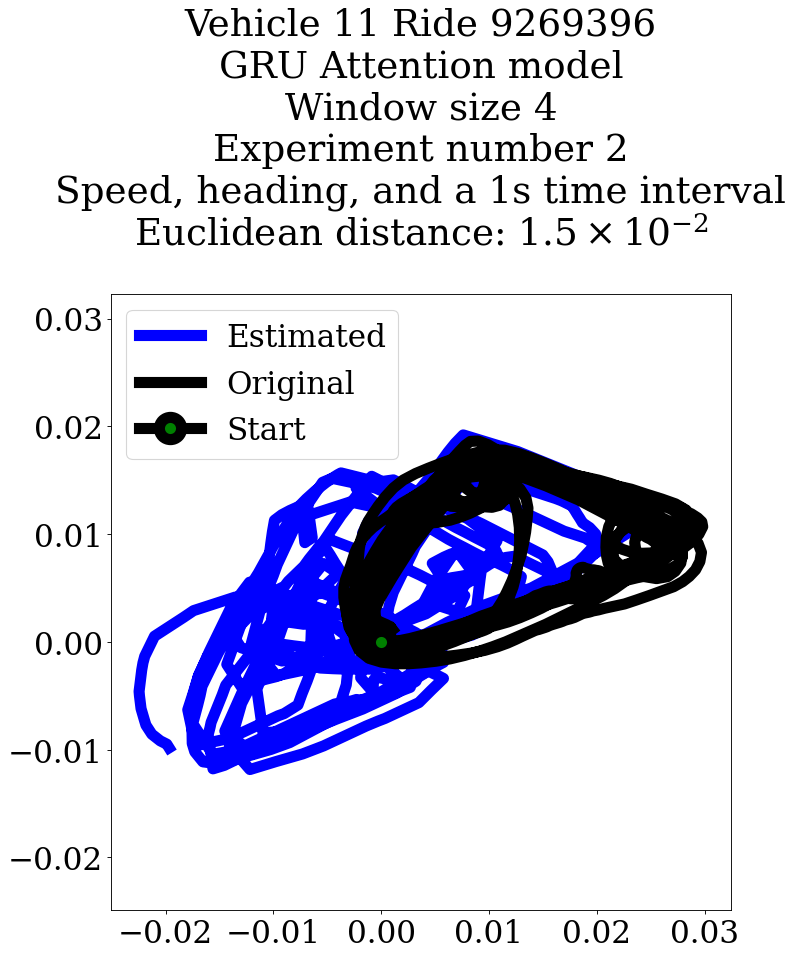 Vehicle 11 Ride 9269396
GRU Attention model
Window size 4
Experiment number 2
Speed, heading, and a 1s time interval
Euclidean distance: 1.5 × 10⁻²
Estimated
Original
Start
0.03
0.02
0.01
0.00
−0.01
−0.02
−0.02 −0.01 0.00 0.01 0.02 0.03